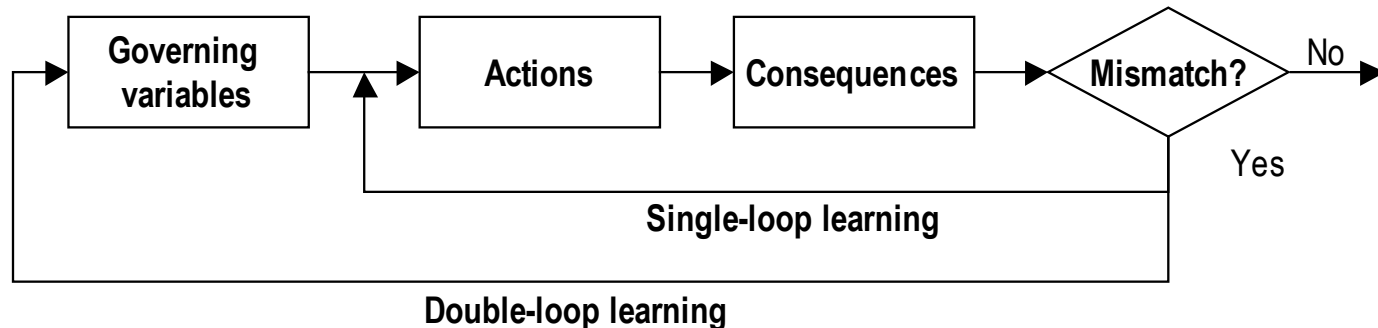 Governing
variables
Actions
Consequences
Mismatch?
No
Yes
Single-loop learning
Double-loop learning